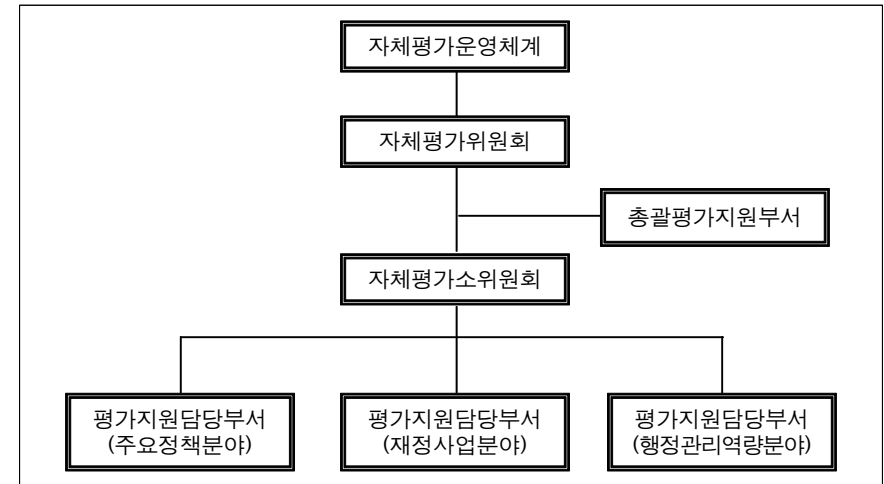 자체평가운영체계
자체평가위원회
총괄평가지원부서
자체평가소위원회
평가지원담당부서
(주요정책분야)
평가지원담당부서
(재정사업분야)
평가지원담당부서
(행정관리역량분야)